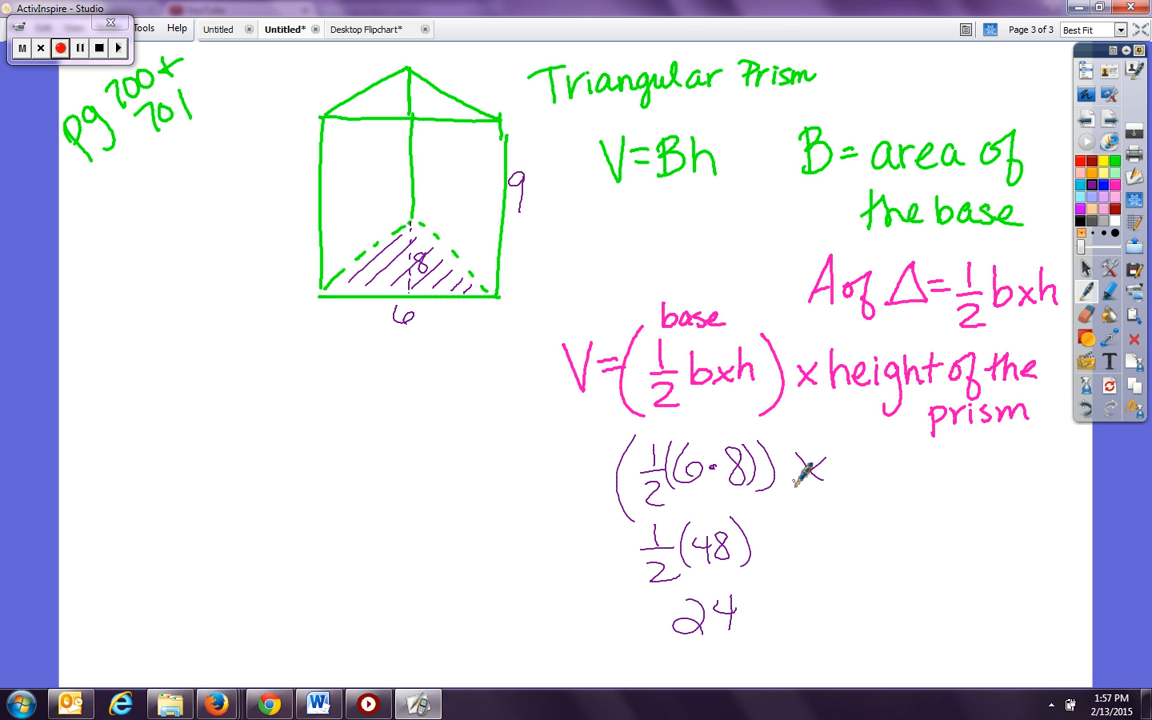 ActivInspire - Studio
Tools Help Untitled Untitled* Desktop Flipchart* Page 3 of 3 Best Fit
pg 700+
701
Triangular Prism
V=Bh B= area of
the base
9
8
6
A of Δ= 1/2 bxh
base
V=(1/2 bxh) x height of the
prism
(1/2(6·8)) x
1/2(48)
24
1:57 PM
2/13/2015